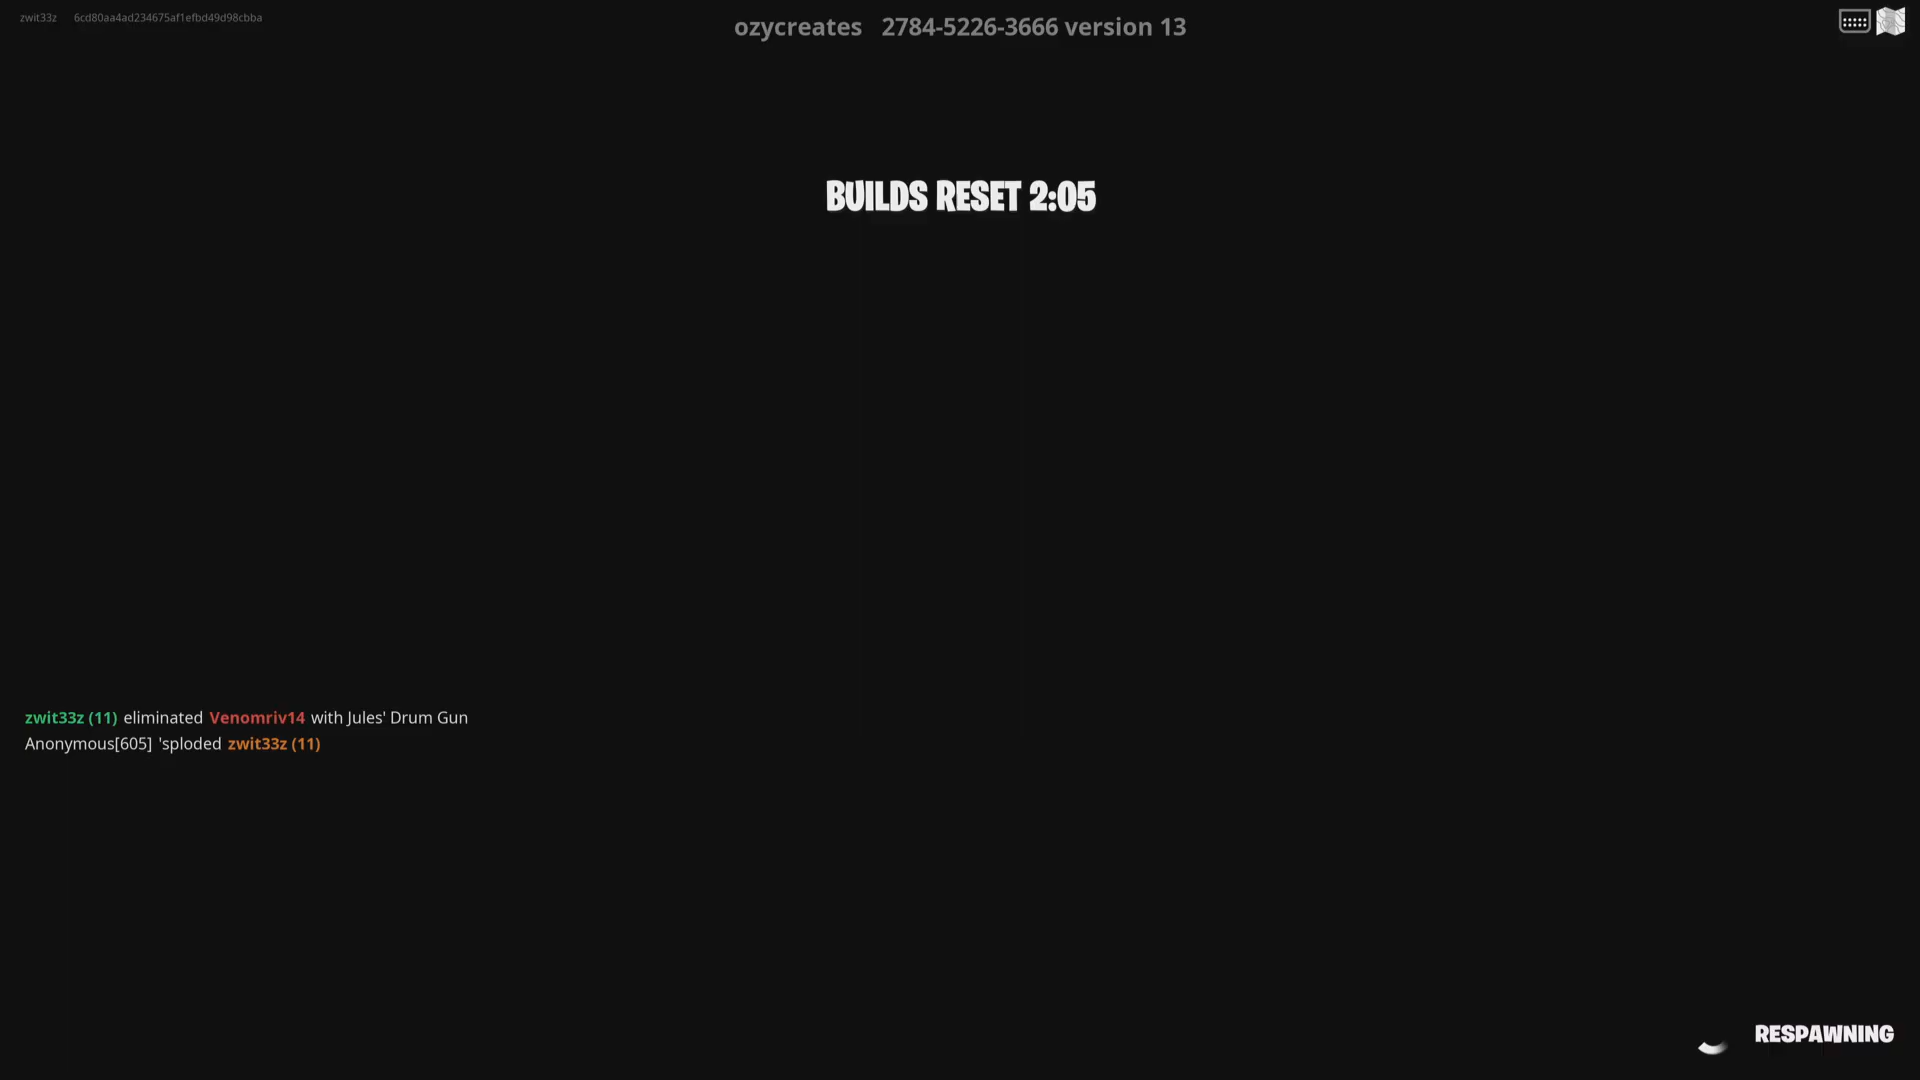 zwit33z 6cd80aa4ad234675af1efbd49d98cbba
ozycreates 2784-5226-3666 version 13
BUILDS RESET 2:05
zwit33z (11) eliminated Venomriv14 with Jules' Drum Gun
Anonymous[605] 'sploded zwit33z (11)
RESPAWNING